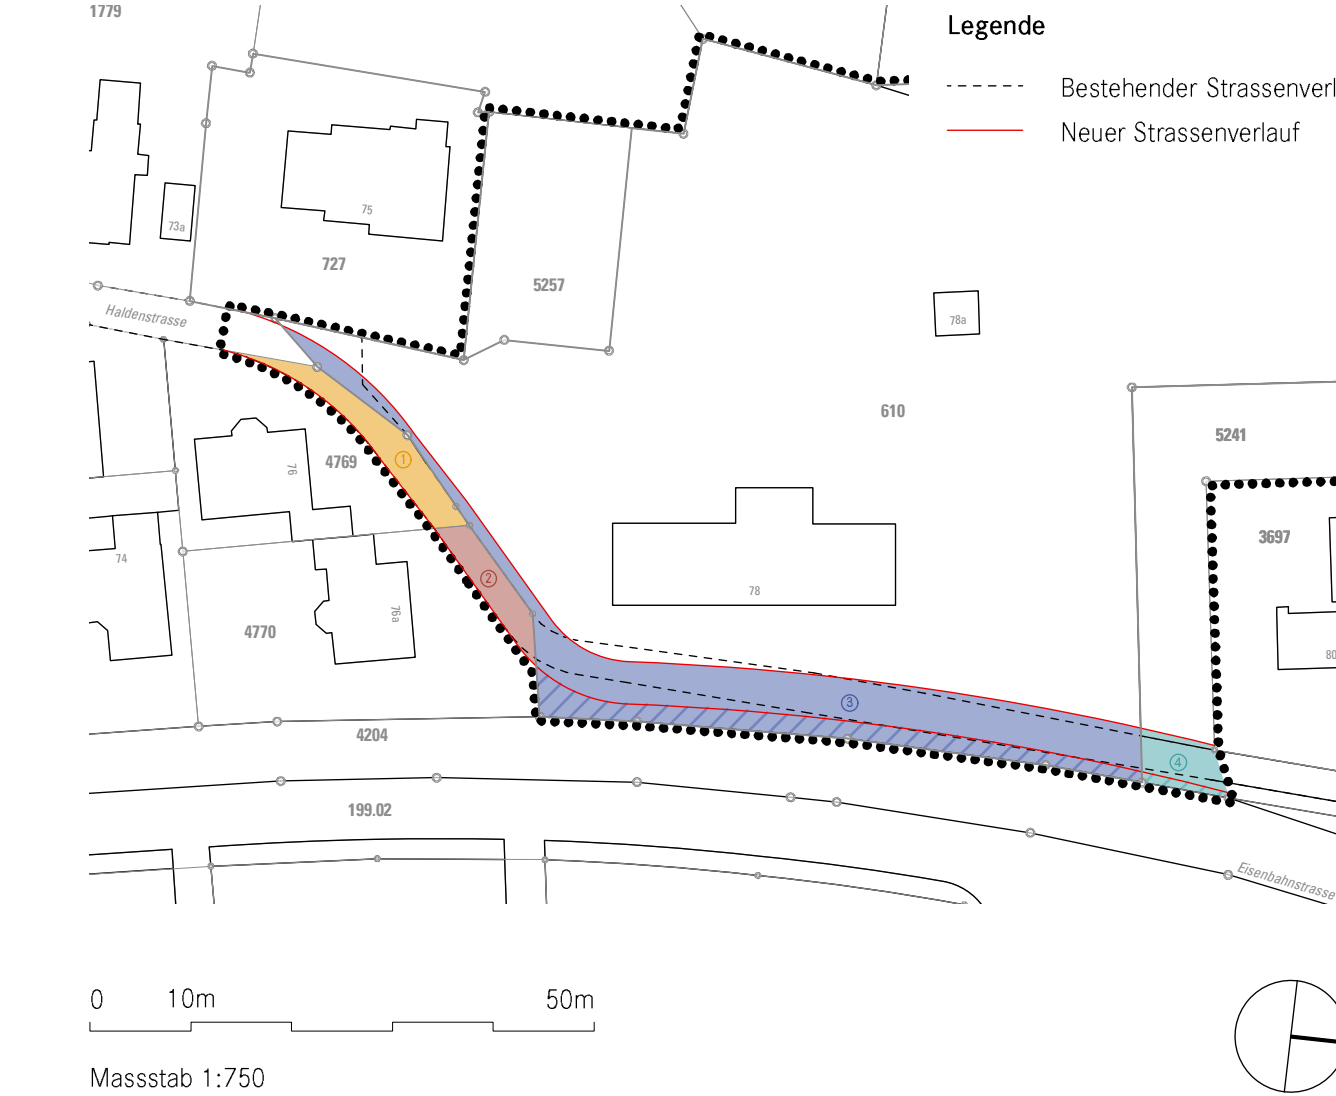 1779
Legende
Bestehender Strassenverl
Neuer Strassenverlauf
75
73a
727
5257
Haldenstrasse
78a
610
5241
76
4769
1
3697
74
2
78
76a
4770
80
3
4204
4
199.02
Eisenbahnstrasse
0 10m 50m
Massstab 1:750